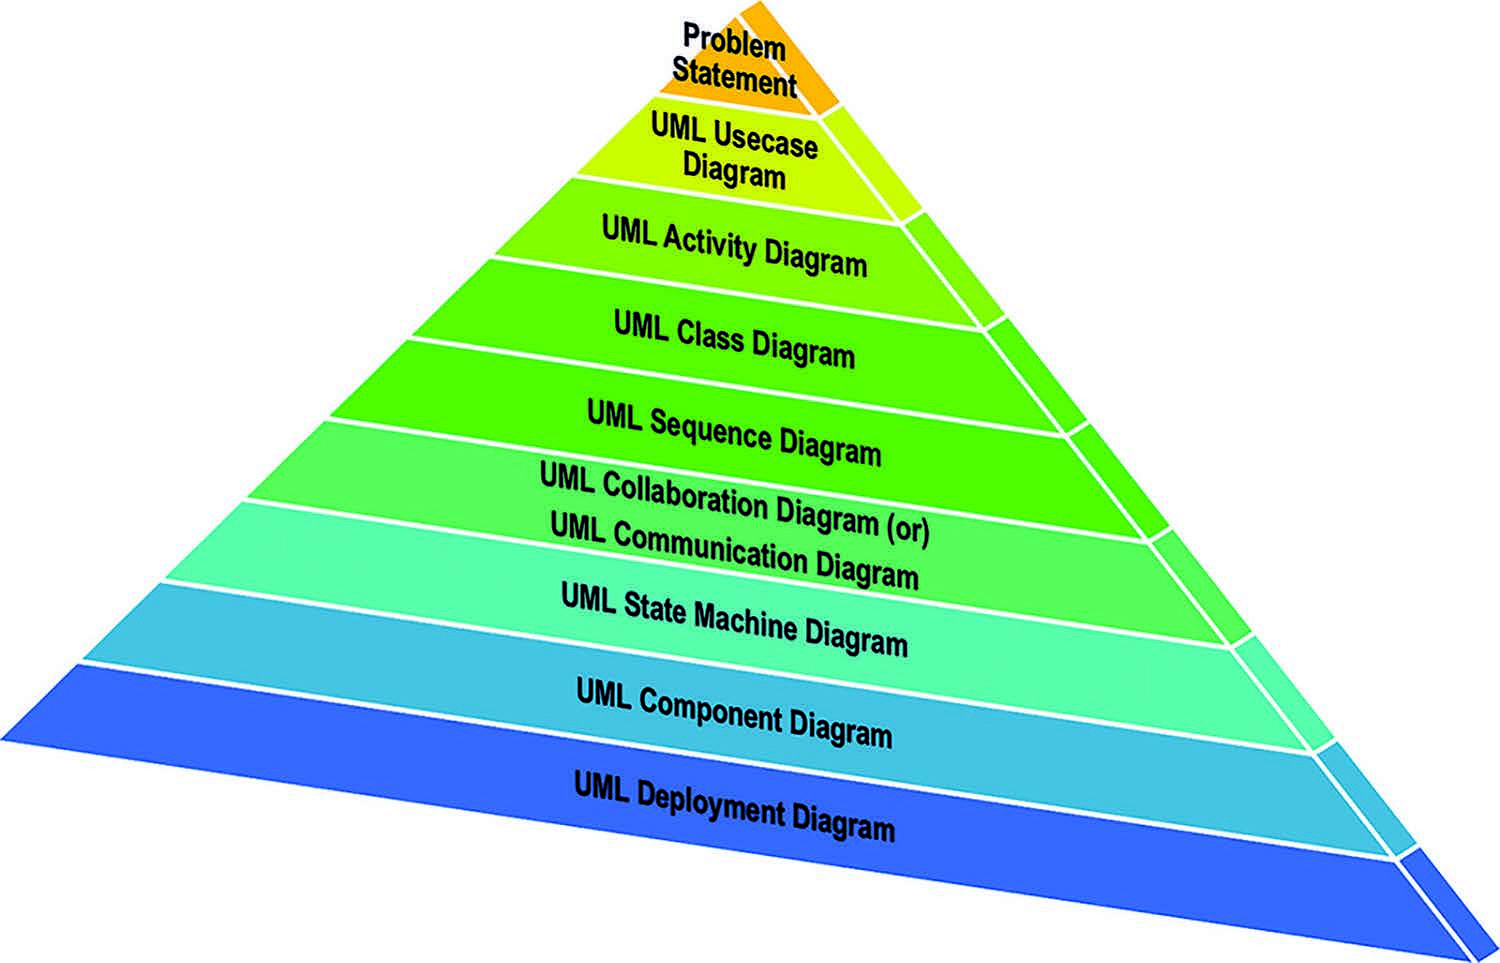 Problem
Statement
UML Usecase
Diagram
UML Activity Diagram
UML Class Diagram
UML Sequence Diagram
UML Collaboration Diagram (or)
UML Communication Diagram
UML State Machine Diagram
UML Component Diagram
UML Deployment Diagram